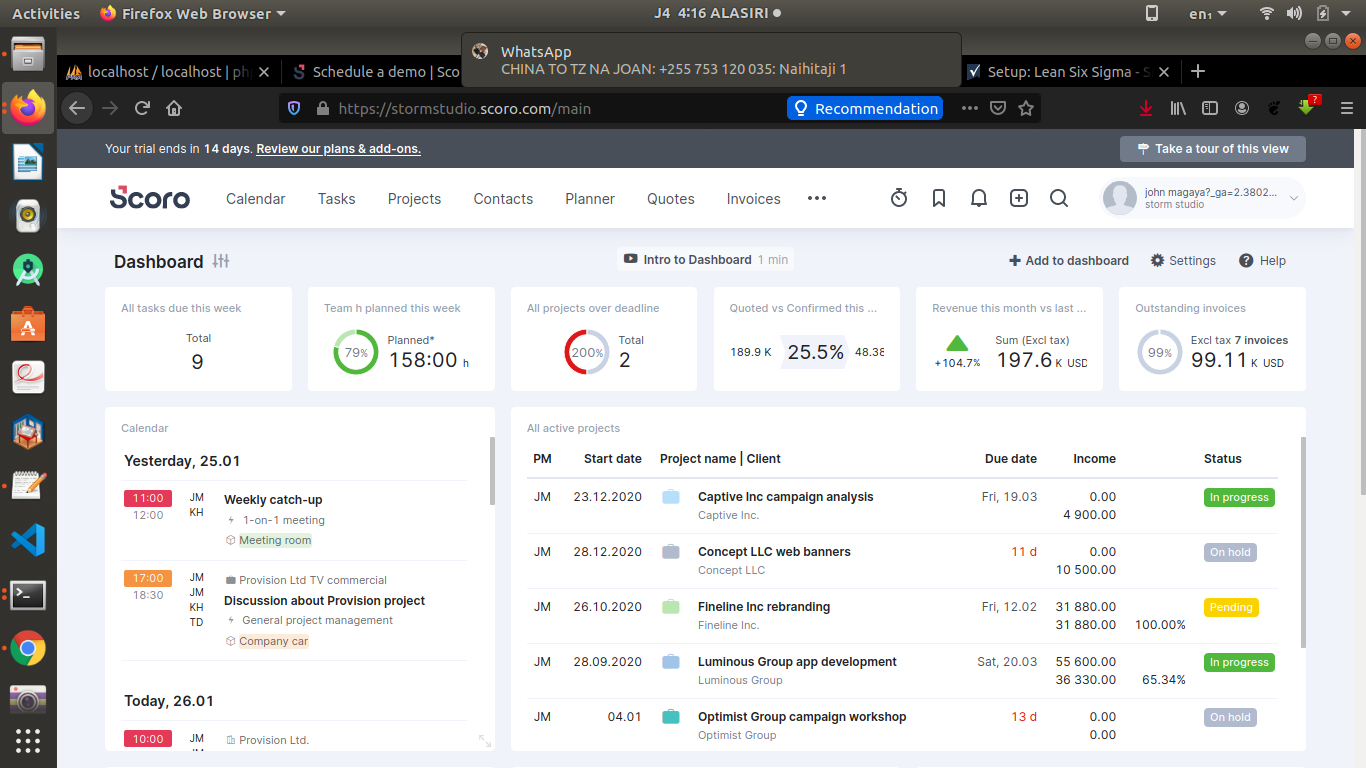 Activities
Firefox Web Browser
J4 4:16 ALASIRI
en₁
WhatsApp
CHINA TO TZ NA JOAN: +255 753 120 035: Naihitaji 1
localhost / localhost | ph
Schedule a demo | Sco
Setup: Lean Six Sigma - S
https://stormstudio.scoro.com/main
Recommendation
?
Your trial ends in 14 days. Review our plans & add-ons.
Take a tour of this view
Scoro
Calendar
Tasks
Projects
Contacts
Planner
Quotes
Invoices
john magaya?_ga=2.3802...
storm studio
Dashboard
Intro to Dashboard 1 min
Add to dashboard
Settings
Help
All tasks due this week
Total
9
Team h planned this week
79%
Planned*
158:00 h
All projects over deadline
200%
Total
2
Quoted vs Confirmed this ...
189.9 K
25.5%
48.38
Revenue this month vs last ...
+104.7%
Sum (Excl tax)
197.6 K USD
Outstanding invoices
99%
Excl tax 7 invoices
99.11 K USD
Calendar
Yesterday, 25.01
11:00
12:00
JM
KH
Weekly catch-up
1-on-1 meeting
Meeting room
17:00
18:30
JM
JM
KH
TD
Provision Ltd TV commercial
Discussion about Provision project
General project management
Company car
Today, 26.01
10:00
JM
Provision Ltd.
All active projects
PM Start date Project name | Client Due date Income Status
JM 23.12.2020 Captive Inc campaign analysis Fri, 19.03 0.00 In progress
Captive Inc. 4 900.00
JM 28.12.2020 Concept LLC web banners 11 d 0.00 On hold
Concept LLC 10 500.00
JM 26.10.2020 Fineline Inc rebranding Fri, 12.02 31 880.00 Pending
Fineline Inc. 31 880.00 100.00%
JM 28.09.2020 Luminous Group app development Sat, 20.03 55 600.00 In progress
Luminous Group 36 330.00 65.34%
JM 04.01 Optimist Group campaign workshop 13 d 0.00 On hold
Optimist Group 0.00